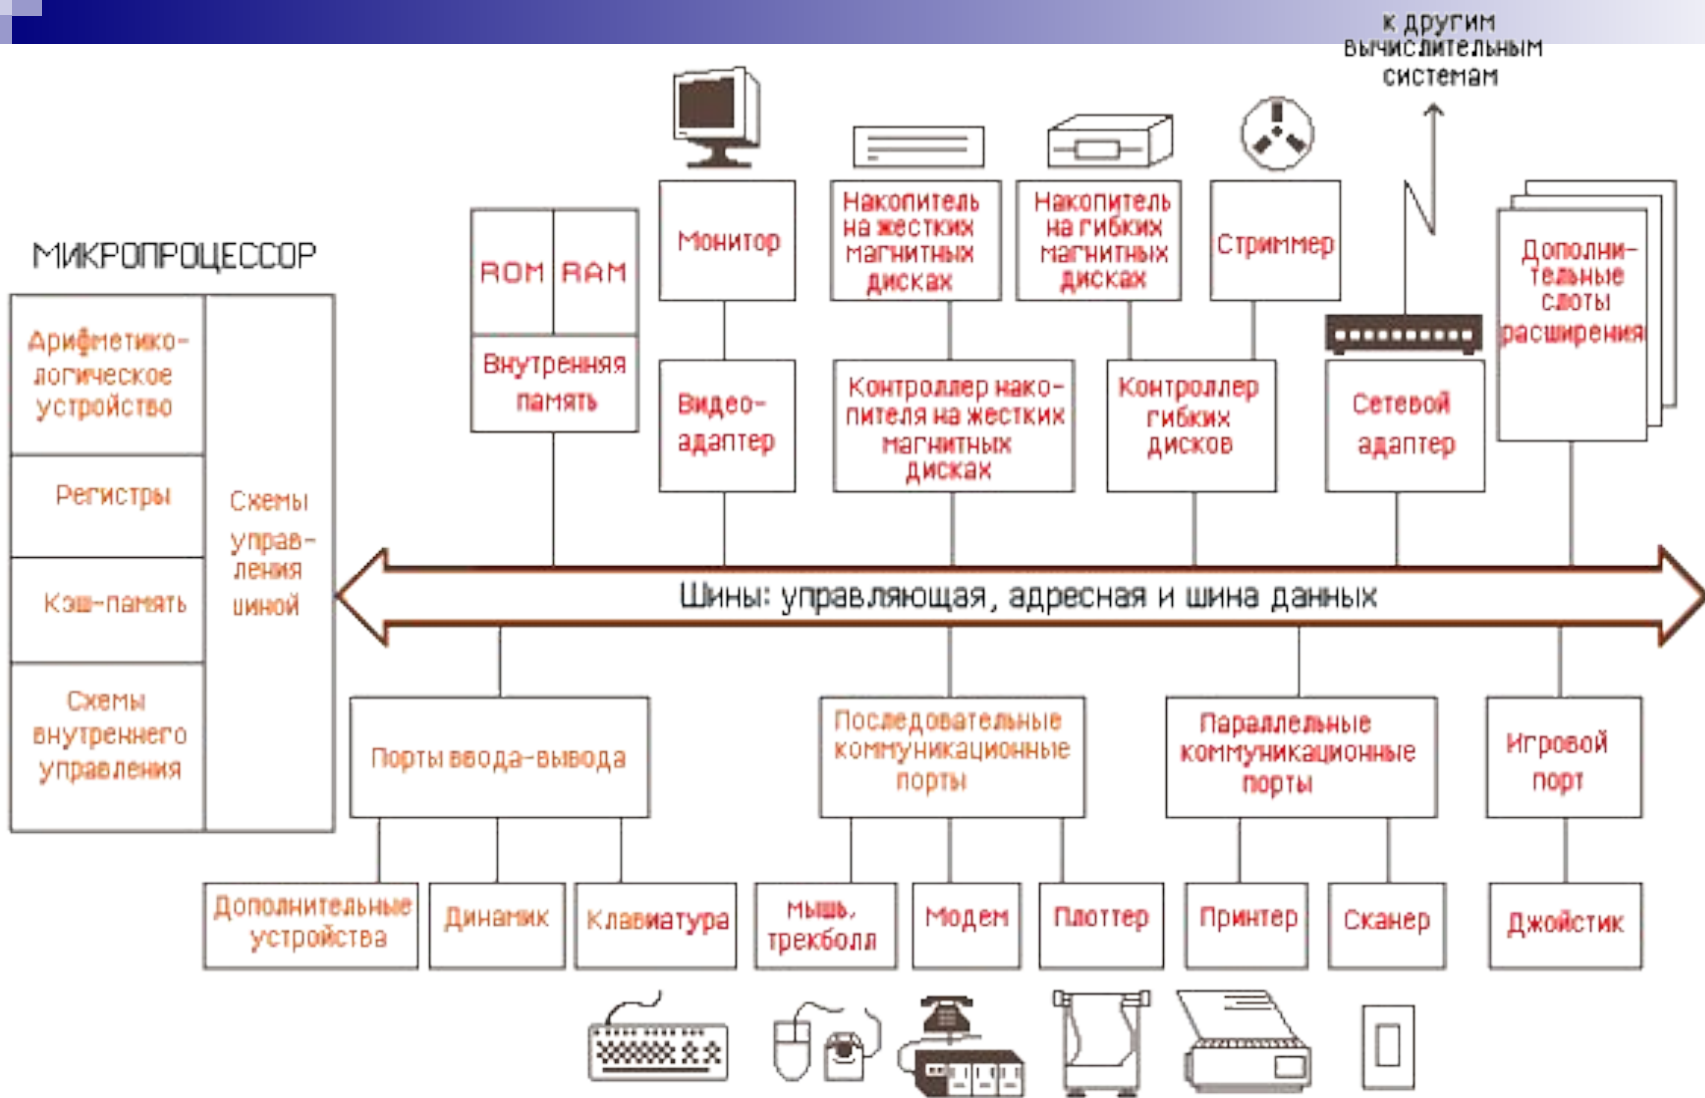 к другим
вычислительным
системам
МИКРОПРОЦЕССОР
Арифметико-
логическое
устройство
Регистры
Кэш-память
Схемы
внутреннего
управления
Схемы
управ-
ления
шиной
ROM RAM
Внутренняя
память
Монитор
Видео-
адаптер
Накопитель
на жестких
магнитных
дисках
Контроллер нако-
пителя на жестких
магнитных
дисках
Накопитель
на гибких
магнитных
дисках
Стриммер
Контроллер
гибких
дисков
Сетевой
адаптер
Дополни-
тельные
слоты
расширения
Шины: управляющая, адресная и шина данных
Порты ввода-вывода
Дополнительные
устройства
Динамик
Клавиатура
Последовательные
коммуникационные
порты
мышь,
трекболл
Модем
Плоттер
Параллельные
коммуникационные
порты
Принтер
Сканер
Игровой
порт
Джойстик